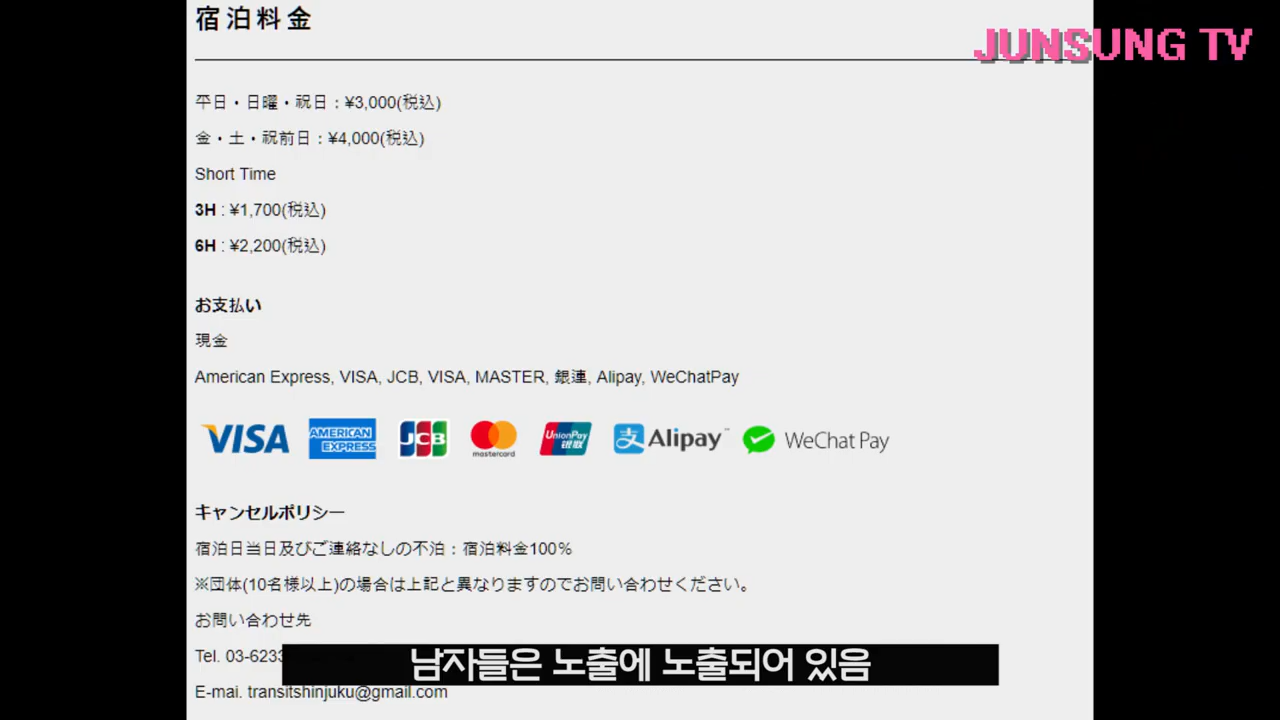 宿泊料金
JUNSUNG TV
平日・日曜・祝日：¥3,000(税込)
金・土・祝前日：¥4,000(税込)
Short Time
3H : ¥1,700(税込)
6H : ¥2,200(税込)
お支払い
現金
American Express, VISA, JCB, VISA, MASTER, 銀連, Alipay, WeChatPay
VISA AMERICAN EXPRESS JCB mastercard UnionPay 银联 支 Alipay WeChat Pay
キャンセルポリシー
宿泊日当日及びご連絡なしの不泊：宿泊料金100%
※団体(10名様以上)の場合は上記と異なりますのでお問い合わせください。
お問い合わせ先
Tel. 03-6233
남자들은 노출에 노출되어 있음
E-mai. transitshinjuku@gmail.com